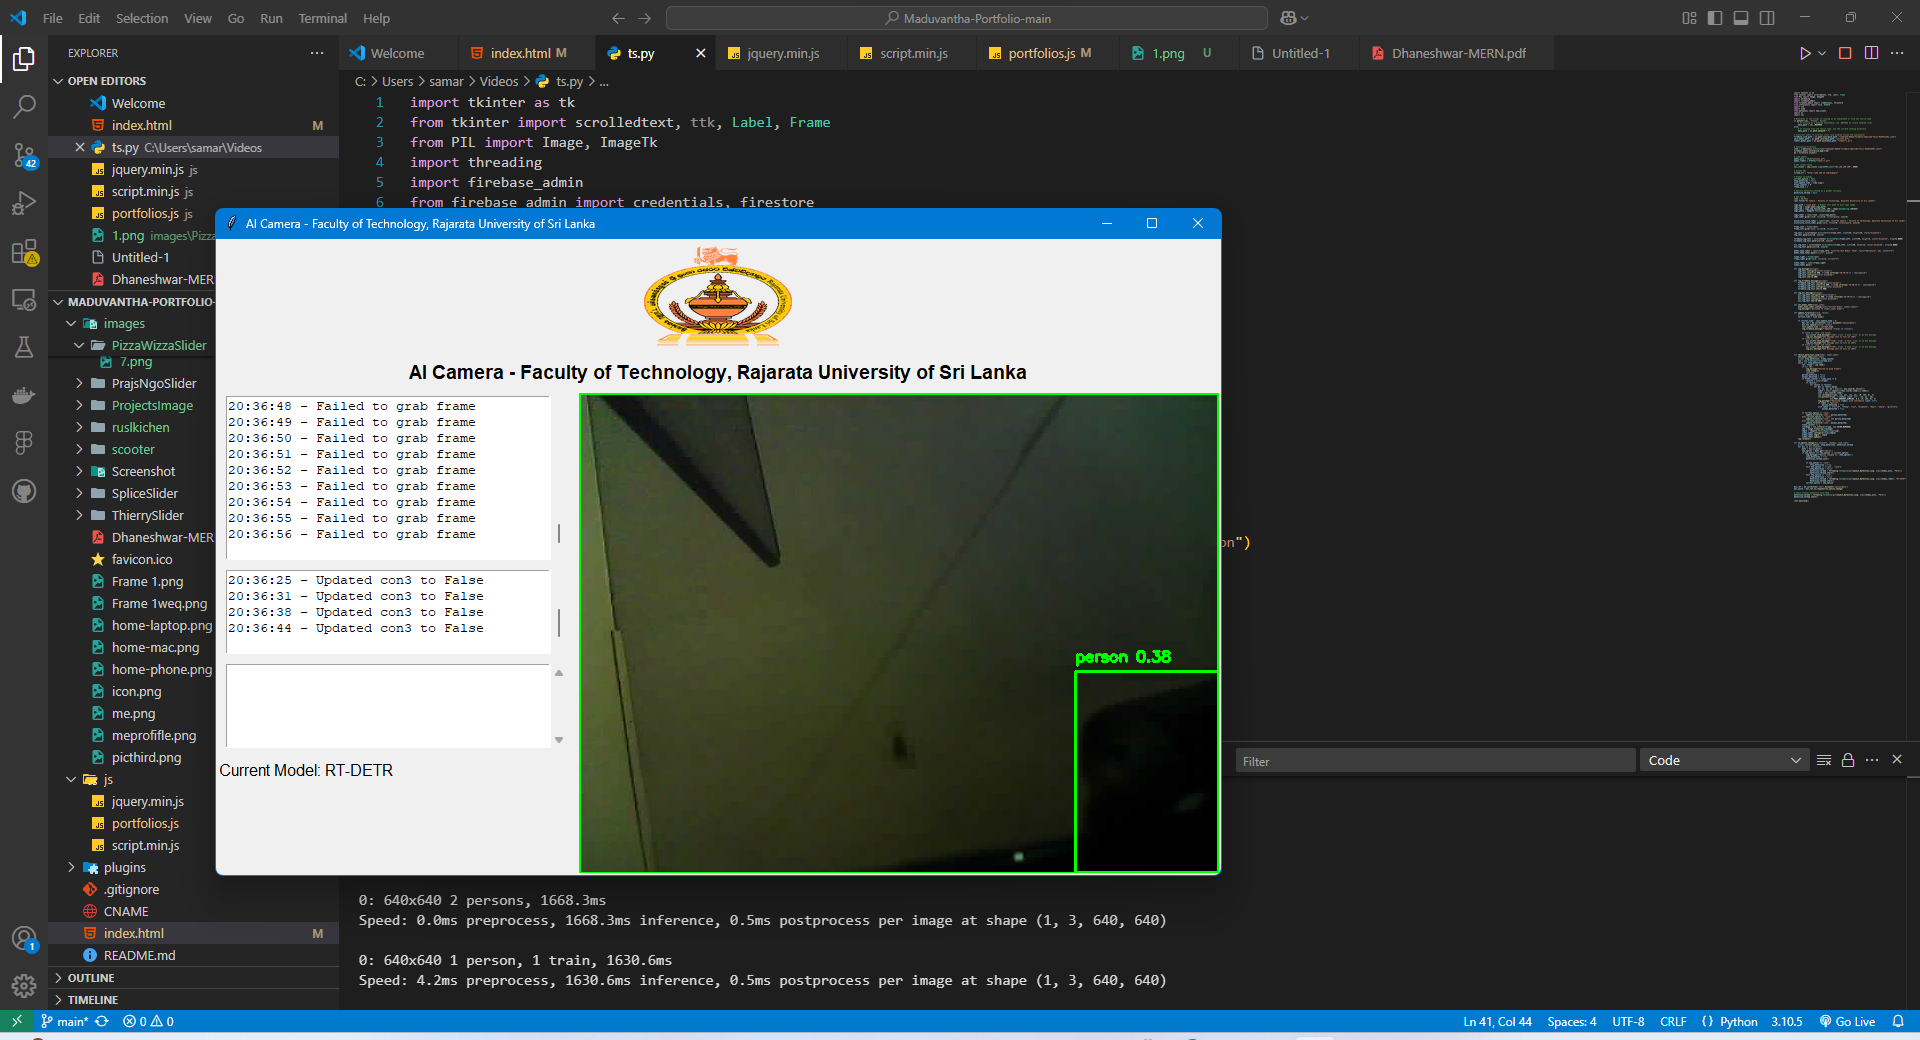 File Edit Selection View Go Run Terminal Help
Maduvantha-Portfolio-main
EXPLORER
OPEN EDITORS
Welcome
index.html M
ts.py C:\Users\samar\Videos
jquery.min.js js
script.min.js js
portfolios.js js
1.png images\Pizza
Untitled-1
Dhaneshwar-MER
MADUVANTHA-PORTFOLIO-
images
PizzaWizzaSlider
7.png
PrajsNgoSlider
ProjectsImage
ruslkichen
scooter
Screenshot
SpliceSlider
ThierrySlider
Dhaneshwar-MER
favicon.ico
Frame 1.png
Frame 1weq.png
home-laptop.png
home-mac.png
home-phone.png
icon.png
me.png
meprofifle.png
picthird.png
js
jquery.min.js
portfolios.js
script.min.js
plugins
.gitignore
CNAME
index.html M
README.md
OUTLINE
TIMELINE
42
1
Welcome index.html M ts.py jquery.min.js script.min.js portfolios.js M 1.png U Untitled-1 Dhaneshwar-MERN.pdf
C: > Users > samar > Videos > ts.py > ...
1 import tkinter as tk
2 from tkinter import scrolledtext, ttk, Label, Frame
3 from PIL import Image, ImageTk
4 import threading
5 import firebase_admin
6 from firebase_admin import credentials, firestore
on")
AI Camera - Faculty of Technology, Rajarata University of Sri Lanka
AI Camera - Faculty of Technology, Rajarata University of Sri Lanka
20:36:48 - Failed to grab frame
20:36:49 - Failed to grab frame
20:36:50 - Failed to grab frame
20:36:51 - Failed to grab frame
20:36:52 - Failed to grab frame
20:36:53 - Failed to grab frame
20:36:54 - Failed to grab frame
20:36:55 - Failed to grab frame
20:36:56 - Failed to grab frame
20:36:25 - Updated con3 to False
20:36:31 - Updated con3 to False
20:36:38 - Updated con3 to False
20:36:44 - Updated con3 to False
Current Model: RT-DETR
person 0.38
Filter
Code
0: 640x640 2 persons, 1668.3ms
Speed: 0.0ms preprocess, 1668.3ms inference, 0.5ms postprocess per image at shape (1, 3, 640, 640)
0: 640x640 1 person, 1 train, 1630.6ms
Speed: 4.2ms preprocess, 1630.6ms inference, 0.5ms postprocess per image at shape (1, 3, 640, 640)
main* 0 0
Ln 41, Col 44 Spaces: 4 UTF-8 CRLF Python 3.10.5 Go Live